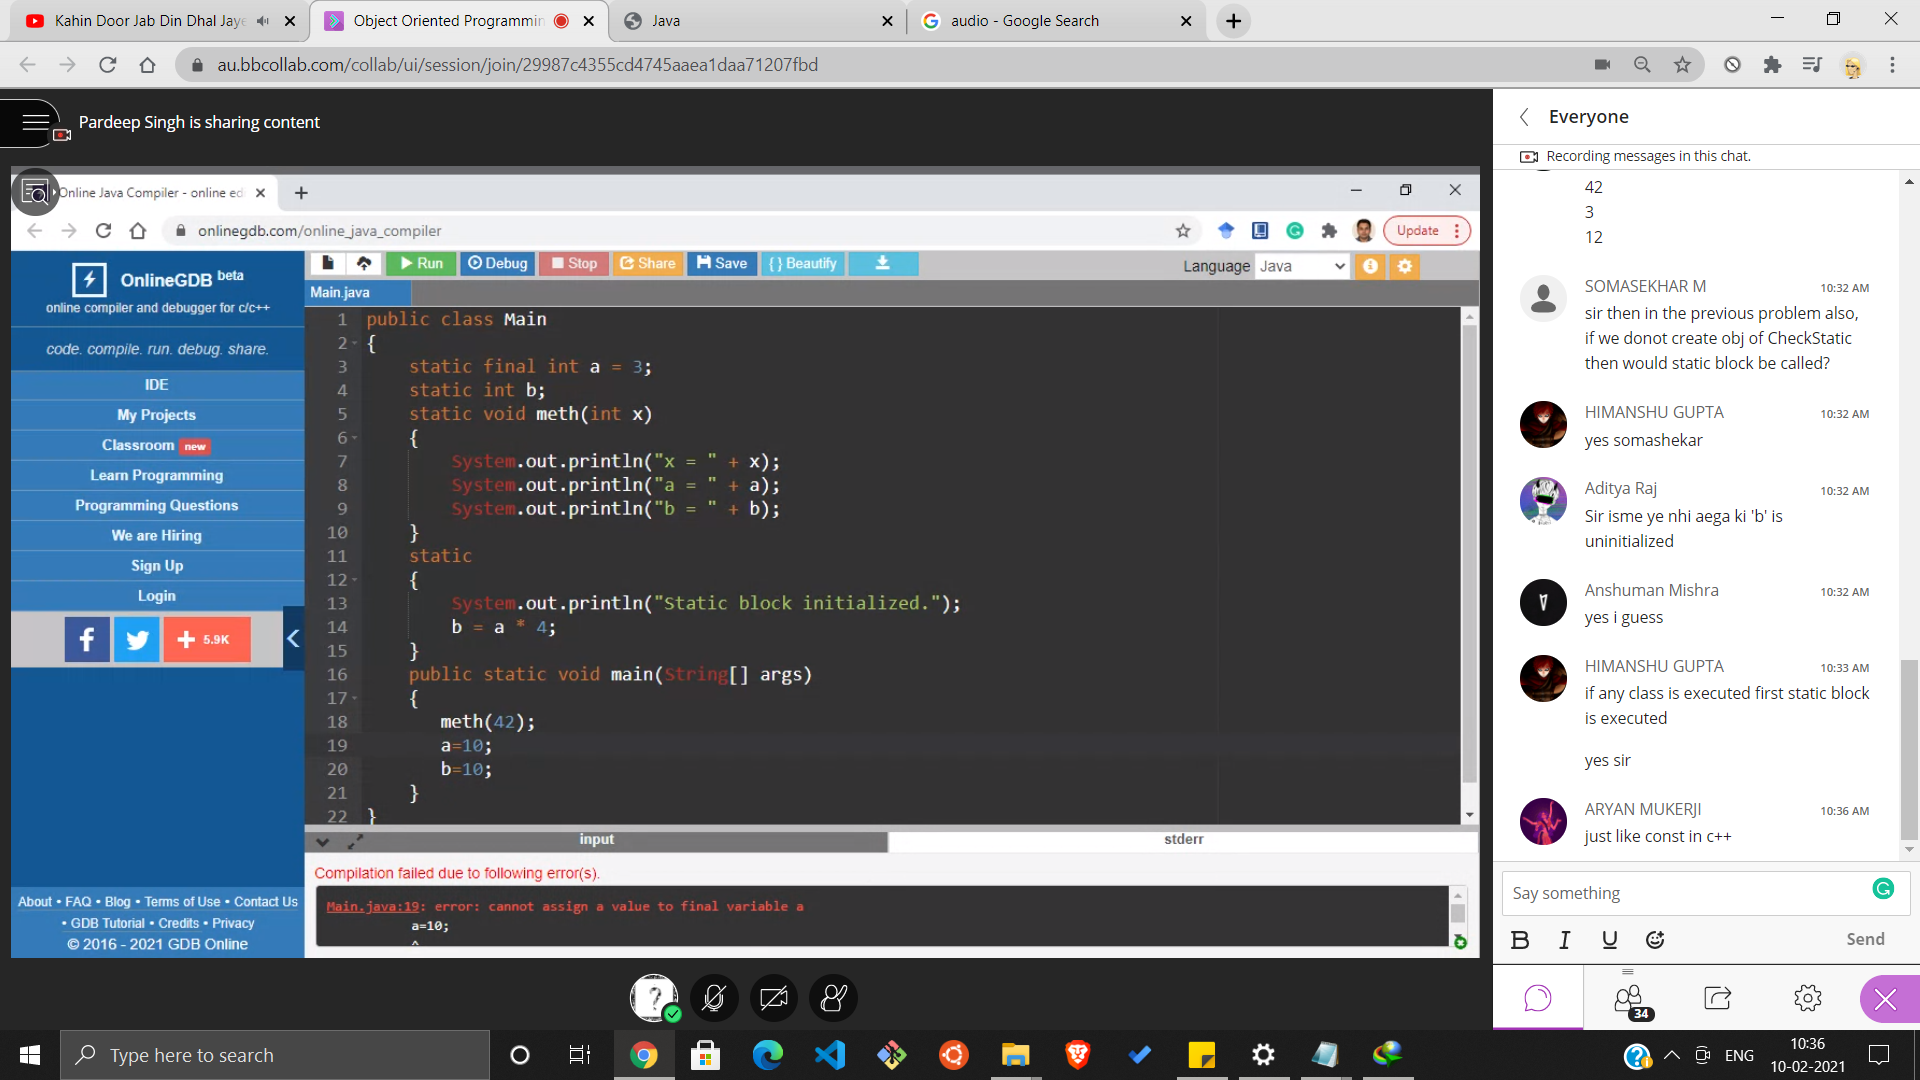 Kahin Door Jab Din Dhal Jaye
Object Oriented Programmin
Java
audio - Google Search
au.bbcollab.com/collab/ui/session/join/29987c4355cd4745aaea1daa71207fbd
Pardeep Singh is sharing content
Online Java Compiler - online ed
onlinegdb.com/online_java_compiler
Update
OnlineGDB beta
online compiler and debugger for c/c++
code. compile. run. debug. share.
IDE
My Projects
Classroom new
Learn Programming
Programming Questions
We are Hiring
Sign Up
Login
5.9K
About • FAQ • Blog • Terms of Use • Contact Us
• GDB Tutorial • Credits • Privacy
© 2016 - 2021 GDB Online
Run Debug Stop Share Save { } Beautify
Language Java
Main.java
1 public class Main
2 {
3 static final int a = 3;
4 static int b;
5 static void meth(int x)
6 {
7 System.out.println("x = " + x);
8 System.out.println("a = " + a);
9 System.out.println("b = " + b);
10 }
11 static
12 {
13 System.out.println("Static block initialized.");
14 b = a * 4;
15 }
16 public static void main(String[] args)
17 {
18 meth(42);
19 a=10;
20 b=10;
21 }
22 }
input
stderr
Compilation failed due to following error(s).
Main.java:19: error: cannot assign a value to final variable a
a=10;
^
Everyone
Recording messages in this chat.
42
3
12
SOMASEKHAR M 10:32 AM
sir then in the previous problem also,
if we donot create obj of CheckStatic
then would static block be called?
HIMANSHU GUPTA 10:32 AM
yes somashekar
Aditya Raj 10:32 AM
Sir isme ye nhi aega ki 'b' is
uninitialized
Anshuman Mishra 10:32 AM
yes i guess
HIMANSHU GUPTA 10:33 AM
if any class is executed first static block
is executed
yes sir
ARYAN MUKERJI 10:36 AM
just like const in c++
Say something
B I U
Send
34
Type here to search
ENG
10:36
10-02-2021